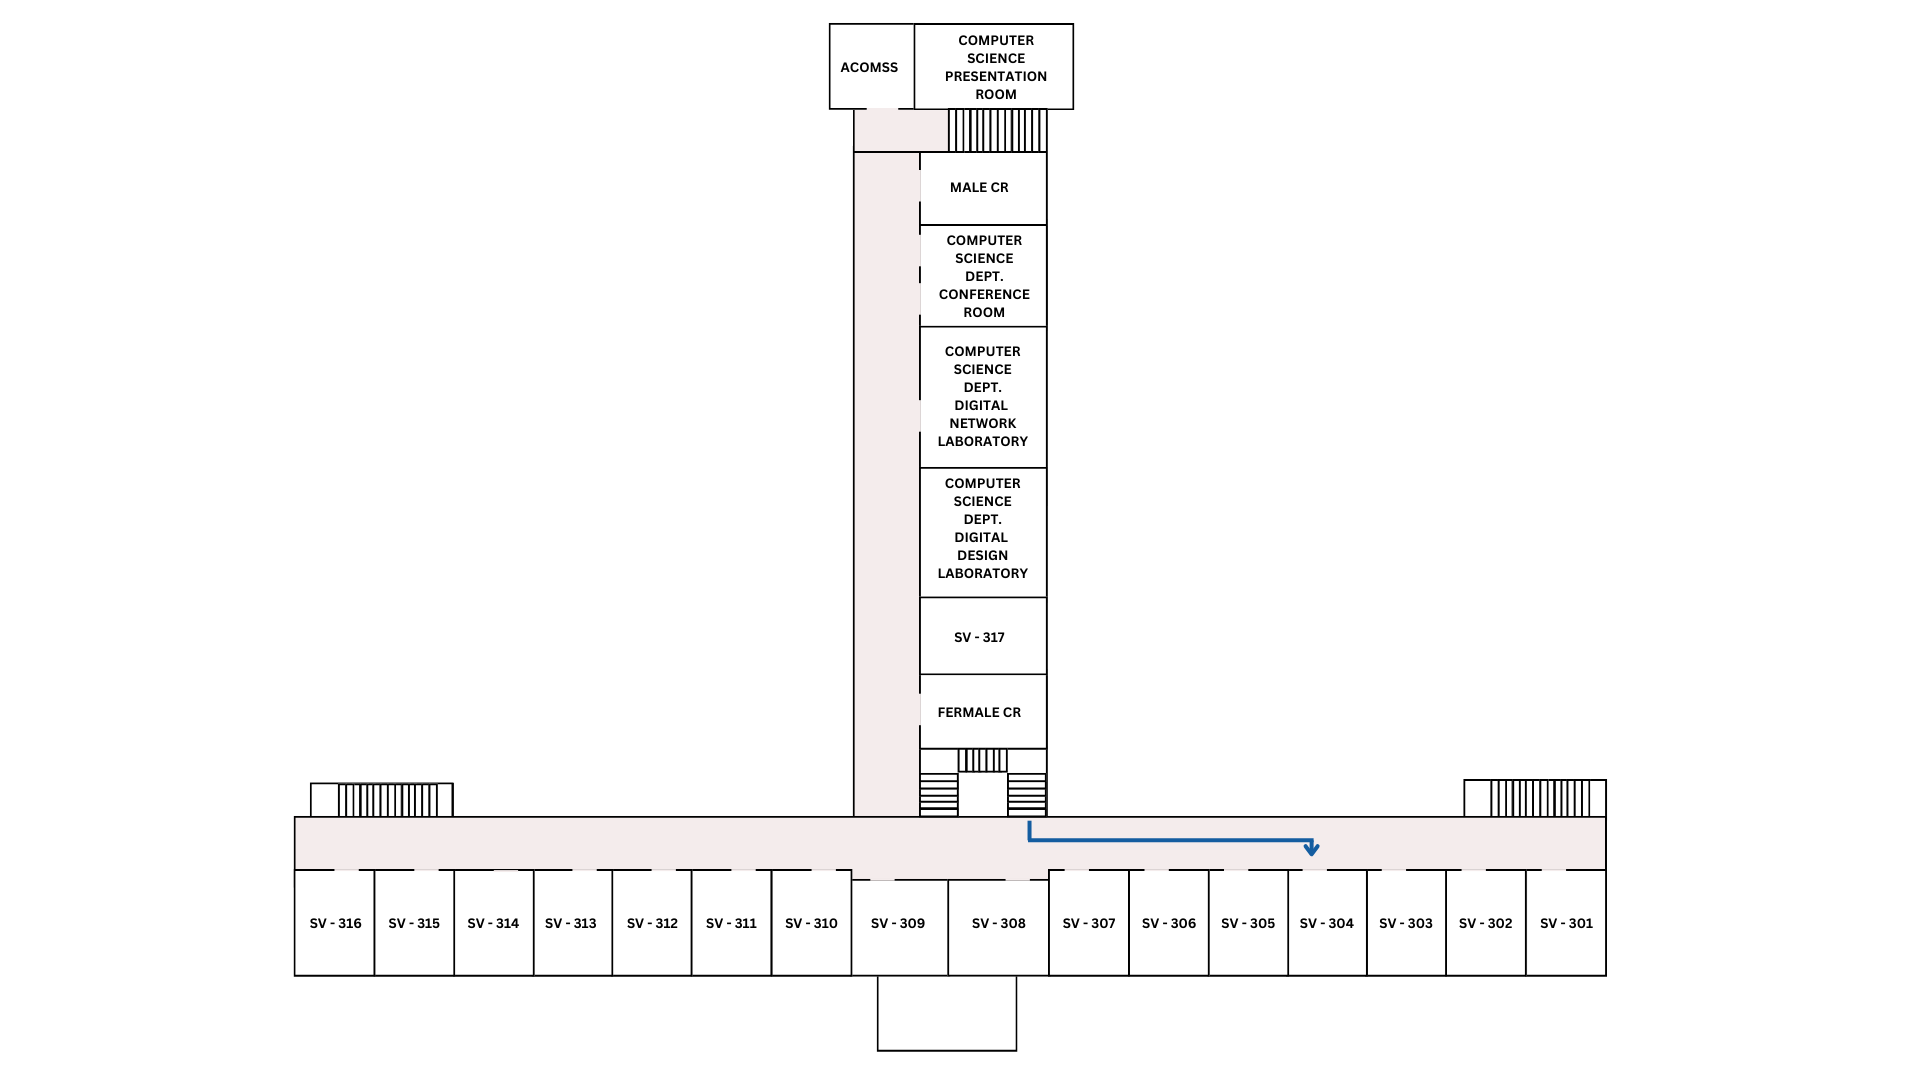 ACOMSS
COMPUTER
SCIENCE
PRESENTATION
ROOM
MALE CR
COMPUTER
SCIENCE
DEPT.
CONFERENCE
ROOM
COMPUTER
SCIENCE
DEPT.
DIGITAL
NETWORK
LABORATORY
COMPUTER
SCIENCE
DEPT.
DIGITAL
DESIGN
LABORATORY
SV - 317
FERMALE CR
SV - 316
SV - 315
SV - 314
SV - 313
SV - 312
SV - 311
SV - 310
SV - 309
SV - 308
SV - 307
SV - 306
SV - 305
SV - 304
SV - 303
SV - 302
SV - 301